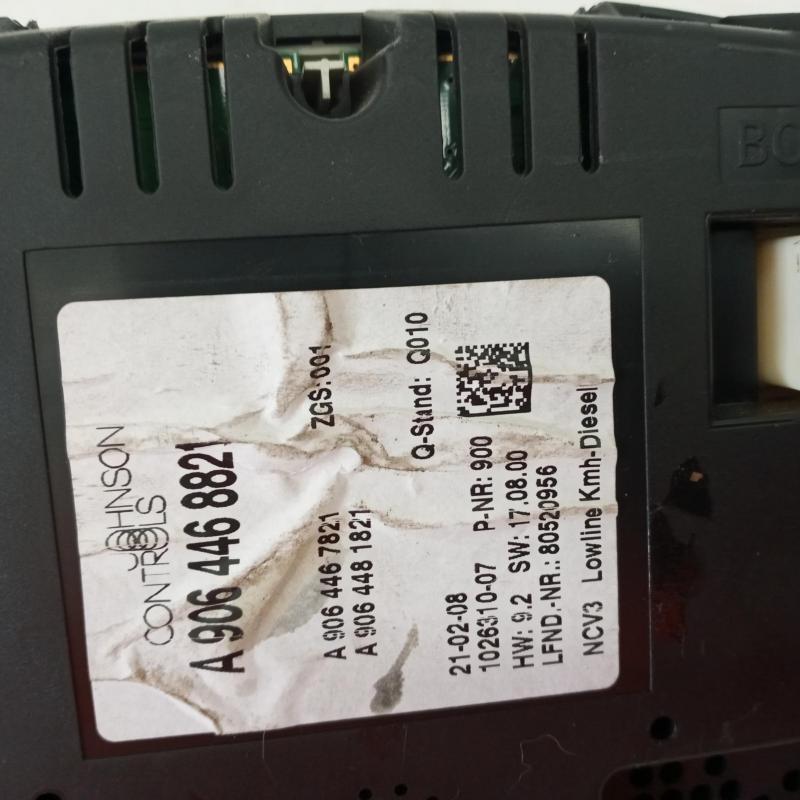 JOHNSON
CONTROLS
A 906 446 8821
A 906 446 7821 ZGS:001
A 906 448 1821
Q-Stand: Q010
21-02-08
1026310-07 P-NR: 900
HW: 9.2 SW: 17.08.00
LFND.-NR.: 80520956
NCV3 Lowline Kmh-Diesel